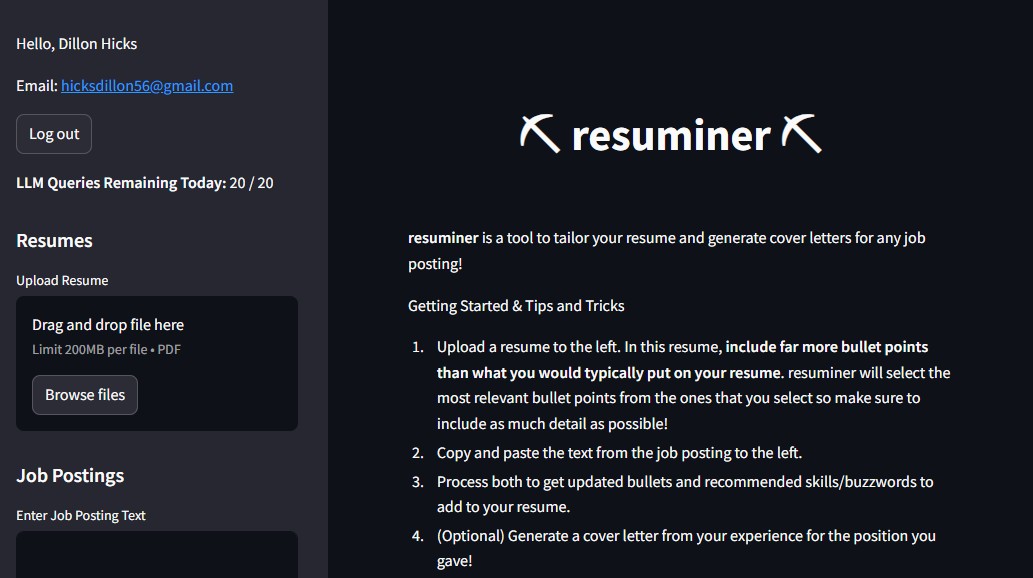 Hello, Dillon Hicks
Email: hicksdillon56@gmail.com
Log out
LLM Queries Remaining Today: 20 / 20
Resumes
Upload Resume
Drag and drop file here
Limit 200MB per file • PDF
Browse files
Job Postings
Enter Job Posting Text
resuminer
resuminer is a tool to tailor your resume and generate cover letters for any job
posting!
Getting Started & Tips and Tricks
1. Upload a resume to the left. In this resume, include far more bullet points
than what you would typically put on your resume. resuminer will select the
most relevant bullet points from the ones that you select so make sure to
include as much detail as possible!
2. Copy and paste the text from the job posting to the left.
3. Process both to get updated bullets and recommended skills/buzzwords to
add to your resume.
4. (Optional) Generate a cover letter from your experience for the position you
gave!